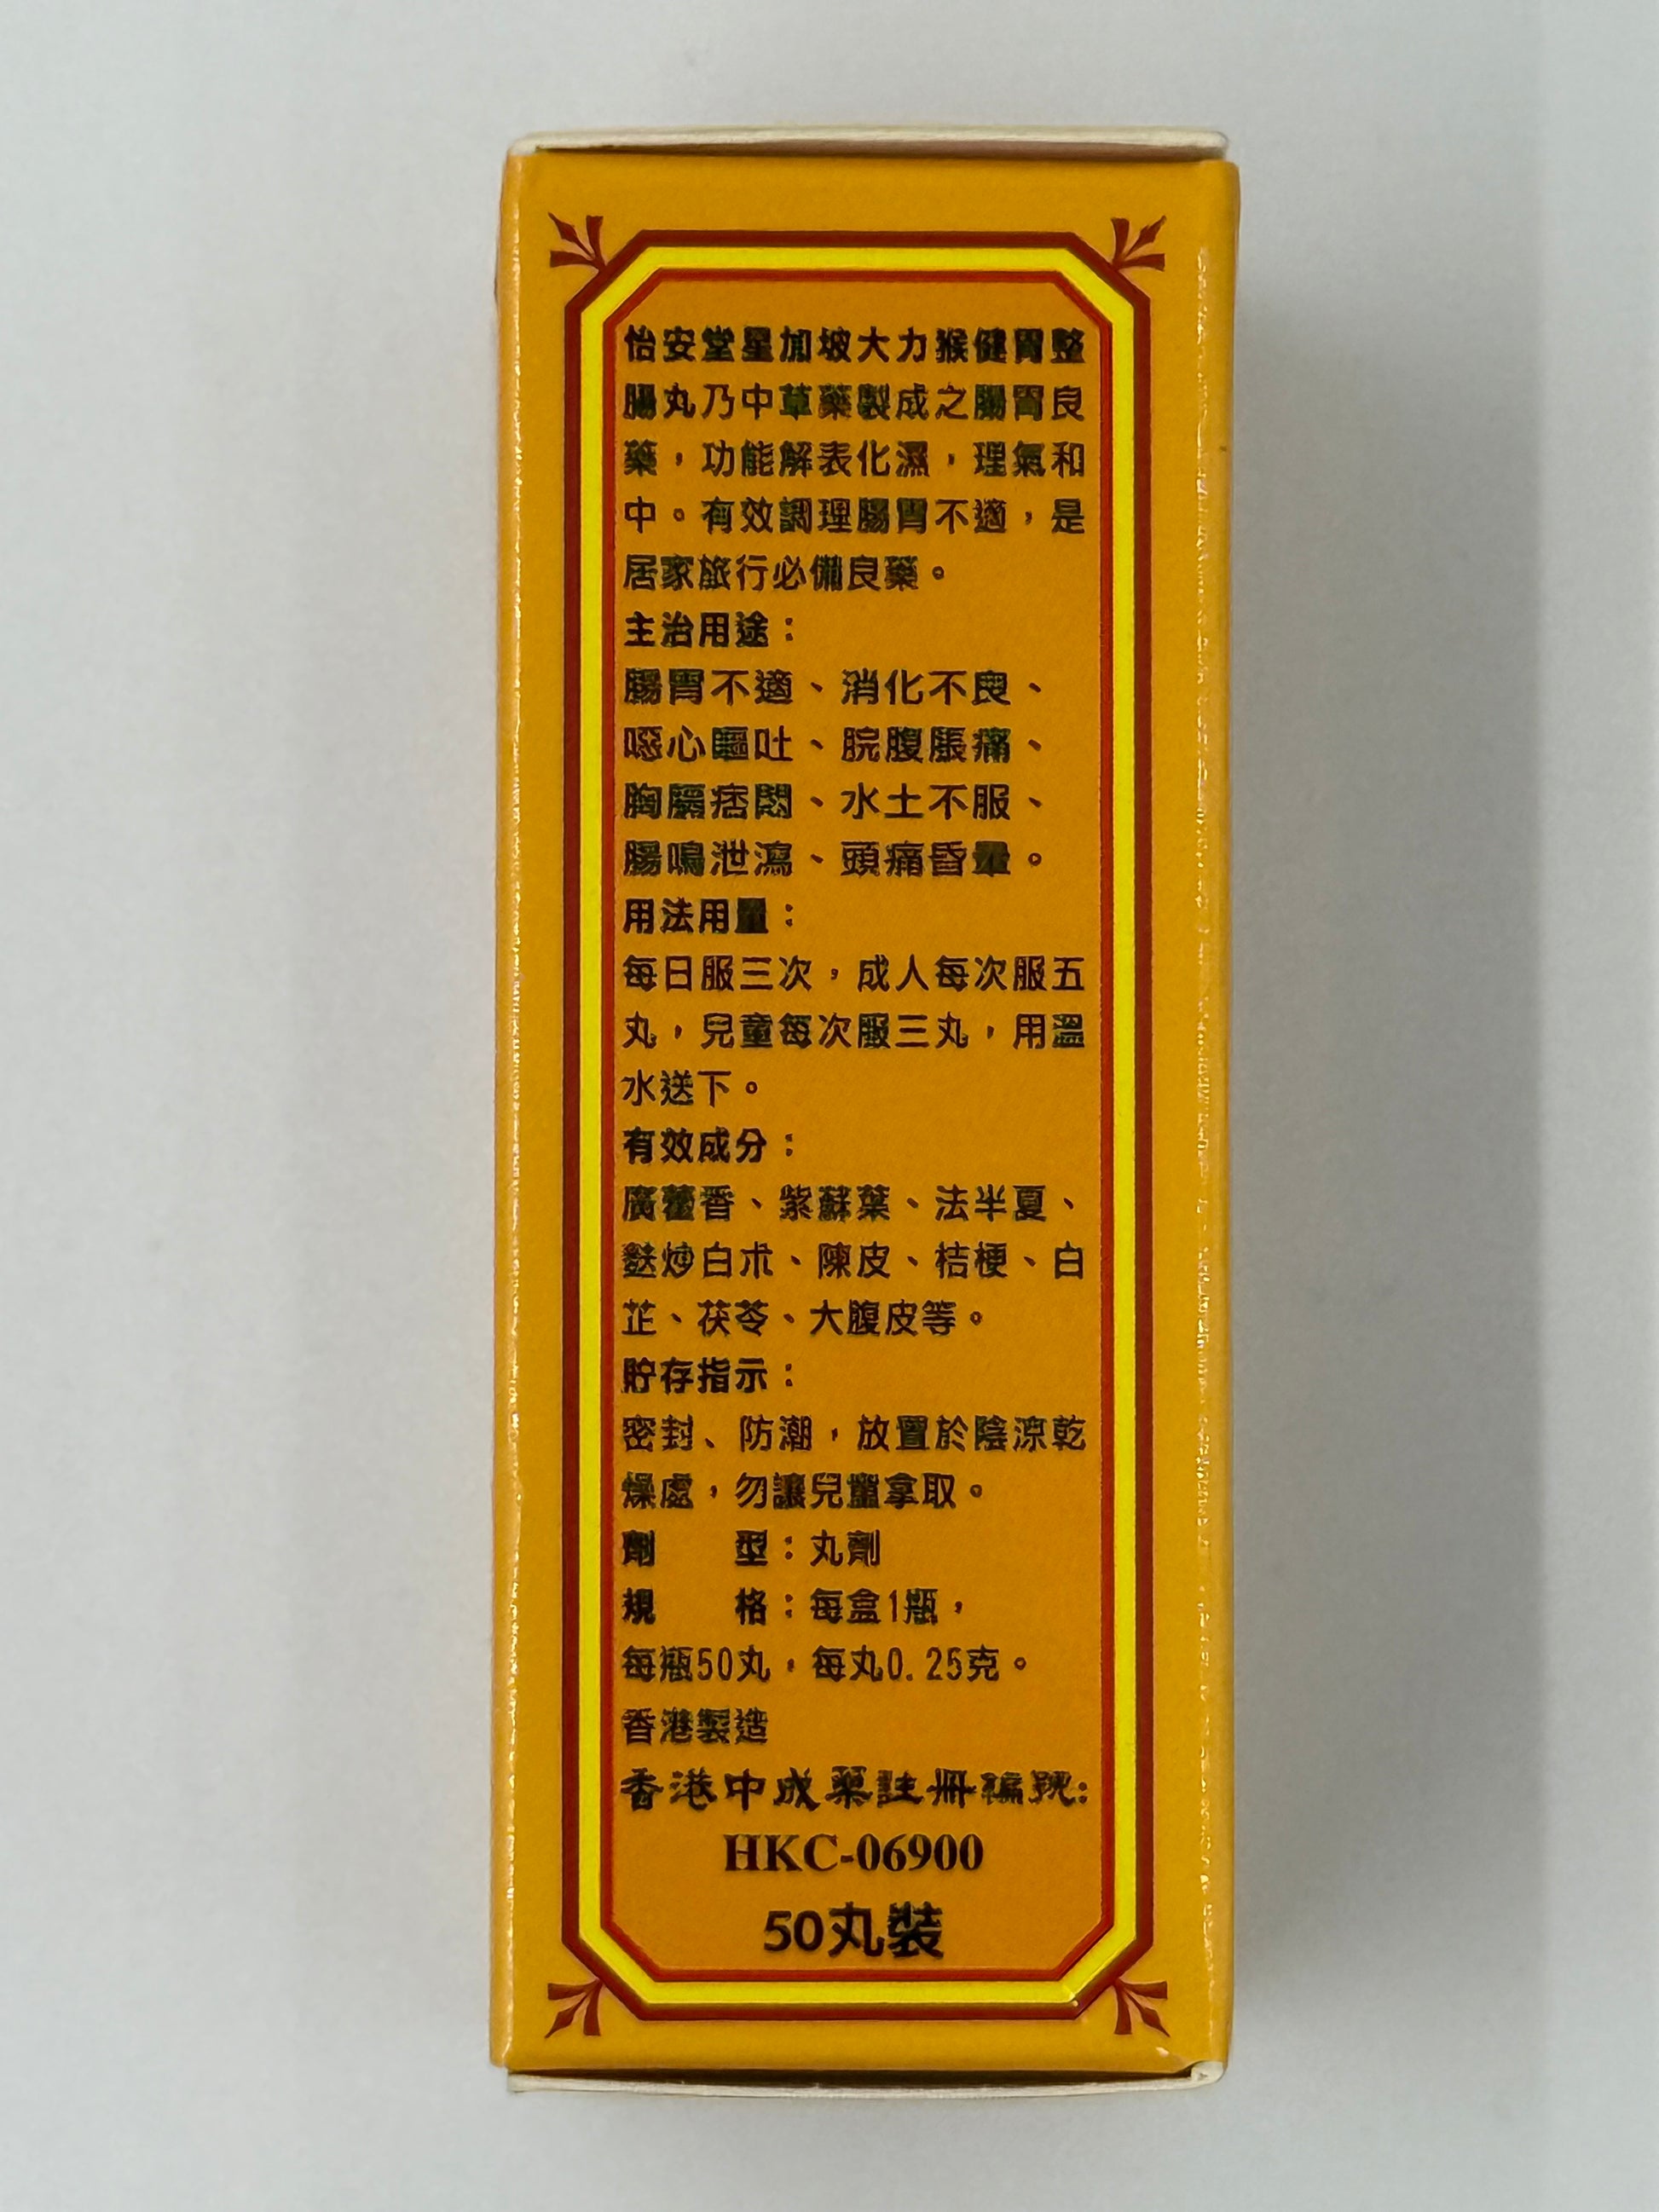 怡安堂星加坡大力猴健胃整
腸丸乃中草藥製成之腸胃良
藥，功能解表化濕，理氣和
中。有效調理腸胃不適，是
居家旅行必備良藥。
主治用途：
腸胃不適、消化不良、
噁心嘔吐、脘腹脹痛、
胸膈痞悶、水土不服、
腸鳴泄瀉、頭痛昏暈。
用法用量：
每日服三次，成人每次服五
丸，兒童每次服三丸，用溫
水送下。
有效成分：
廣藿香、紫蘇葉、法半夏、
麩炒白朮、陳皮、桔梗、白
芷、茯苓、大腹皮等。
貯存指示：
密封、防潮，放置於陰涼乾
燥處，勿讓兒童拿取。
劑　　型：丸劑
規　　格：每盒1瓶，
每瓶50丸，每丸0.25克。
香港製造
香港中成藥註冊編號:
HKC-06900
50丸裝